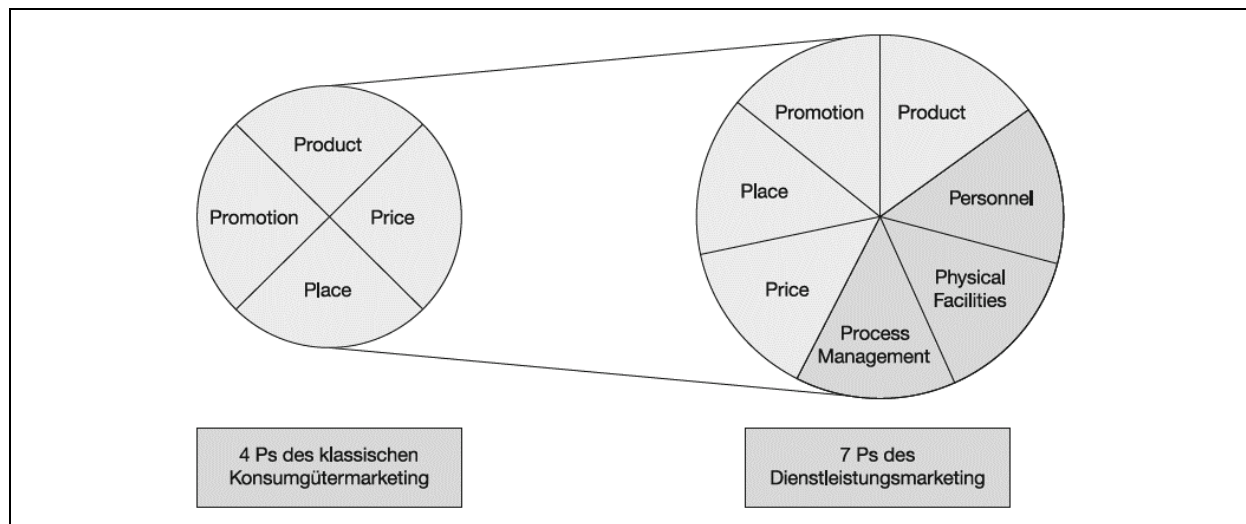 Product
Promotion
Price
Place
4 Ps des klassischen
Konsumgütermarketing
Promotion
Product
Place
Personnel
Price
Physical
Facilities
Process
Management
7 Ps des
Dienstleistungsmarketing